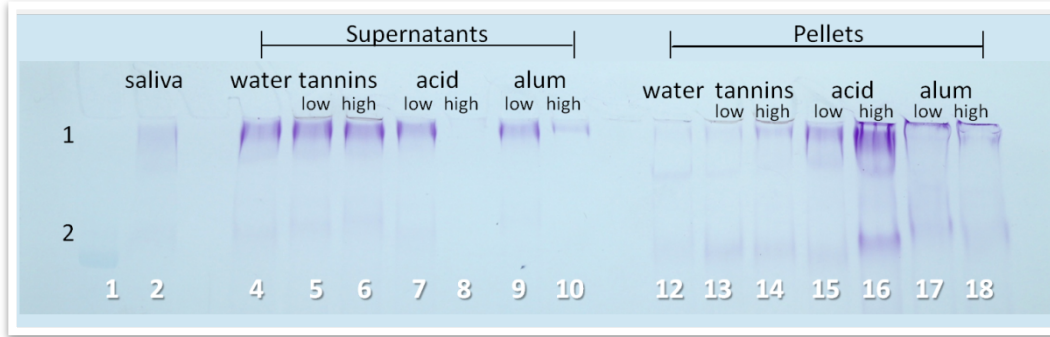 Supernatants Pellets
saliva water tannins acid alum
water tannins acid alum
low high low high low high
low high low high low high
1
2
1 2 4 5 6 7 8 9 10 12 13 14 15 16 17 18